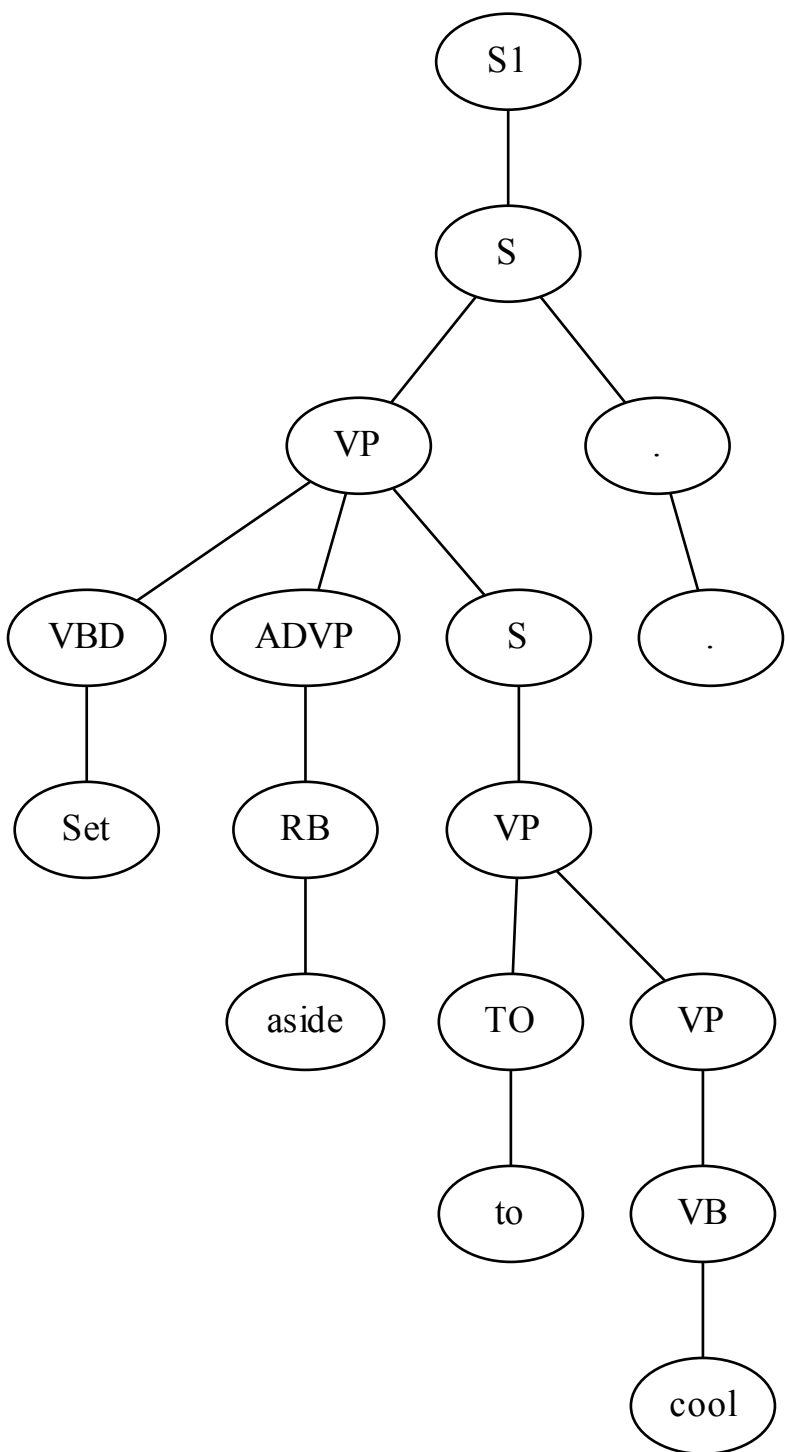 S1
S
VP .
VBD ADVP S .
Set RB VP
aside TO VP
to VB
cool